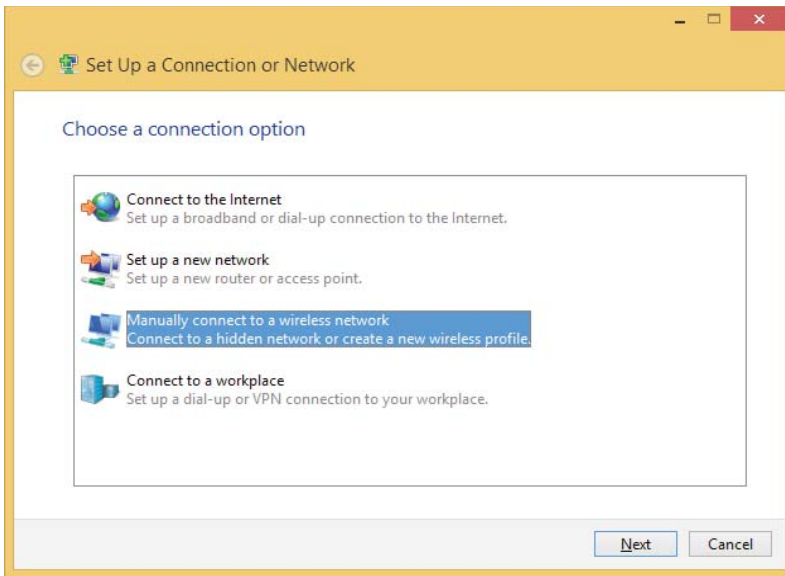 Set Up a Connection or Network
Choose a connection option
Connect to the Internet
Set up a broadband or dial-up connection to the Internet.
Set up a new network
Set up a new router or access point.
Manually connect to a wireless network
Connect to a hidden network or create a new wireless profile.
Connect to a workplace
Set up a dial-up or VPN connection to your workplace.
Next
Cancel